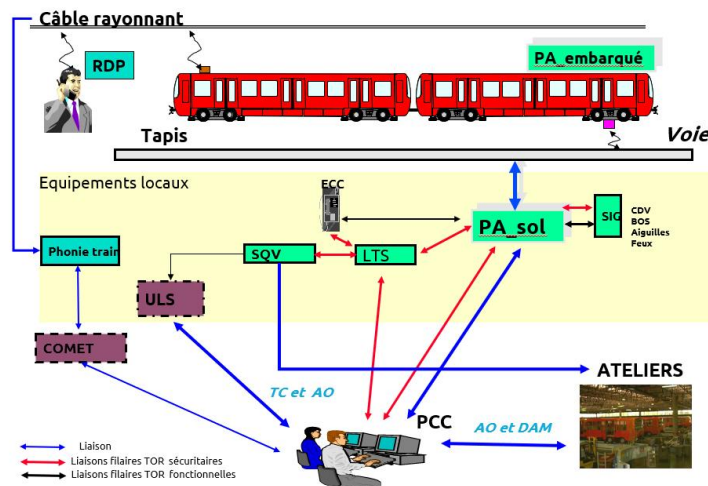 Câble rayonnant
RDP
PA_embarqué
Tapis
Voie
Equipements locaux
ECC
PA_sol
SIG
CDV
BOS
Aiguilles
Feux
Phonie train
SQV
LTS
ULS
COMET
TC et AO
ATELIERS
PCC
AO et DAM
Liaison
Liaisons filaires TOR sécuritaires
Liaisons filaires TOR fonctionnelles